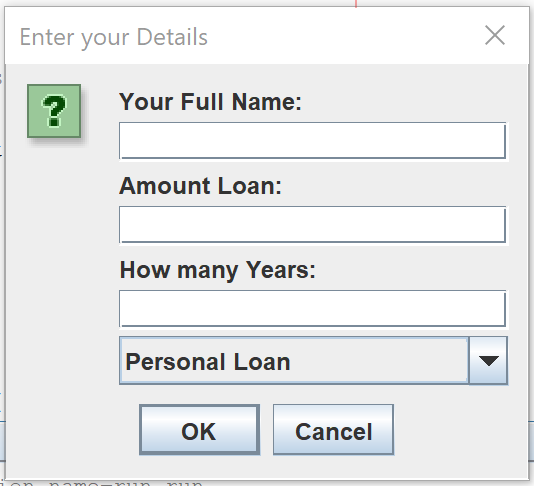 Enter your Details
?
Your Full Name:
Amount Loan:
How many Years:
Personal Loan
OK
Cancel